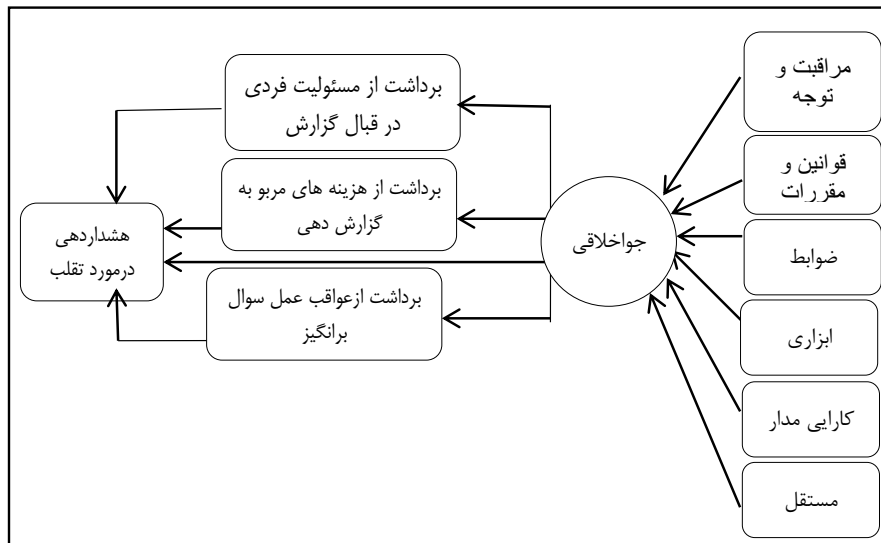 مراقبت و
توجه
قوانین و
مقررات
ضوابط
ابزاری
کارایی مدار
مستقل
جواخلاقی
برداشت از مسئولیت فردی
در قبال گزارش
برداشت از هزینه های مربو به
گزارش دهی
برداشت ازعواقب عمل سوال
برانگیز
هشداردهی
درمورد تقلب